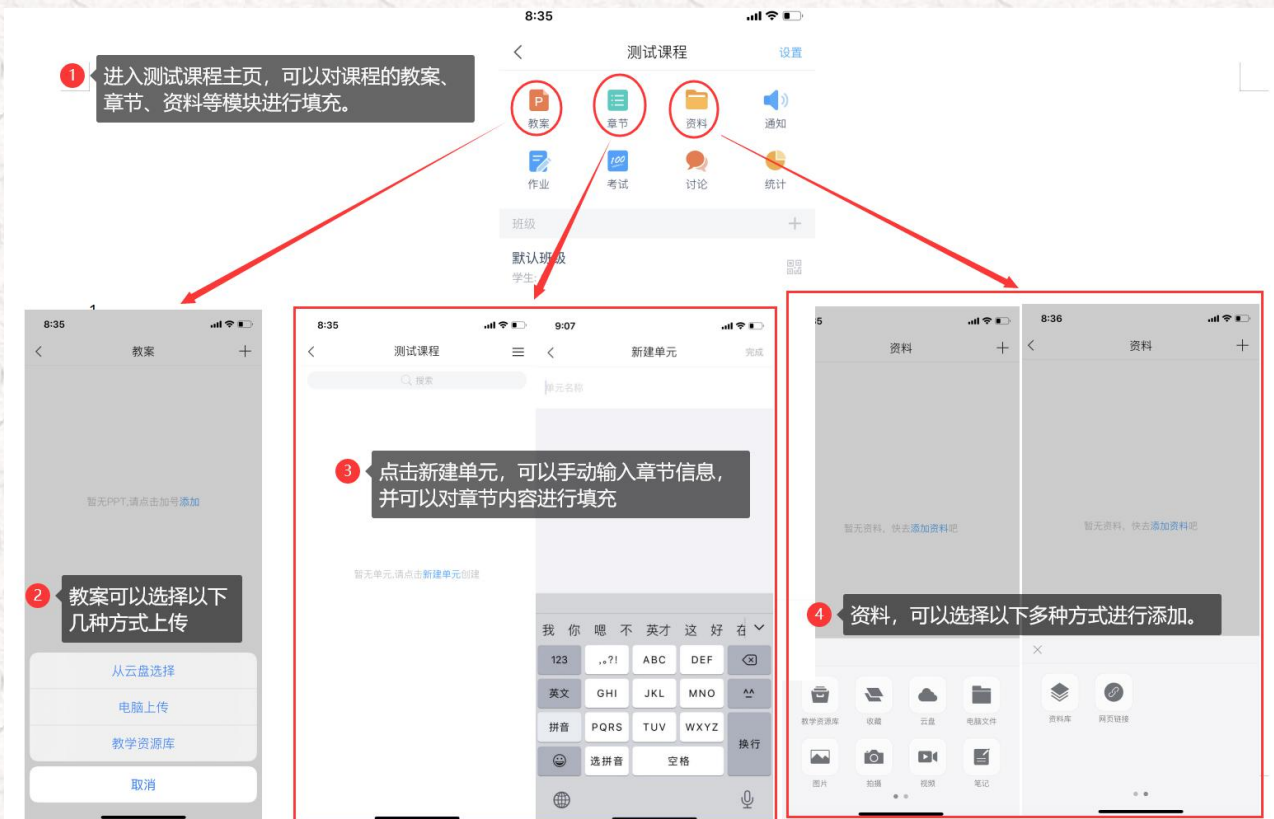 8:35
测试课程
设置
1
进入测试课程主页，可以对课程的教案、
章节、资料等模块进行填充。
P
教案
章节
资料
通知
100
作业
考试
讨论
统计
班级
默认班级
学生:
8:35
教案
暂无PPT,请点击加号添加
2
教案可以选择以下
几种方式上传
从云盘选择
电脑上传
教学资源库
取消
8:35
测试课程
搜索
暂无单元,请点击新建单元创建
9:07
新建单元
完成
单元名称
3
点击新建单元，可以手动输入章节信息，
并可以对章节内容进行填充
我 你 嗯 不 英才 这 好 在
123 ,。?! ABC DEF
英文 GHI JKL MNO ^^
拼音 PQRS TUV WXYZ
换行
选拼音 空格
资料
暂无资料，快去添加资料吧
8:36
资料
暂无资料，快去添加资料吧
4
资料，可以选择以下多种方式进行添加。
教学资源库 收藏 云盘 电脑文件
图片 拍摄 视频 笔记
资料库 网页链接